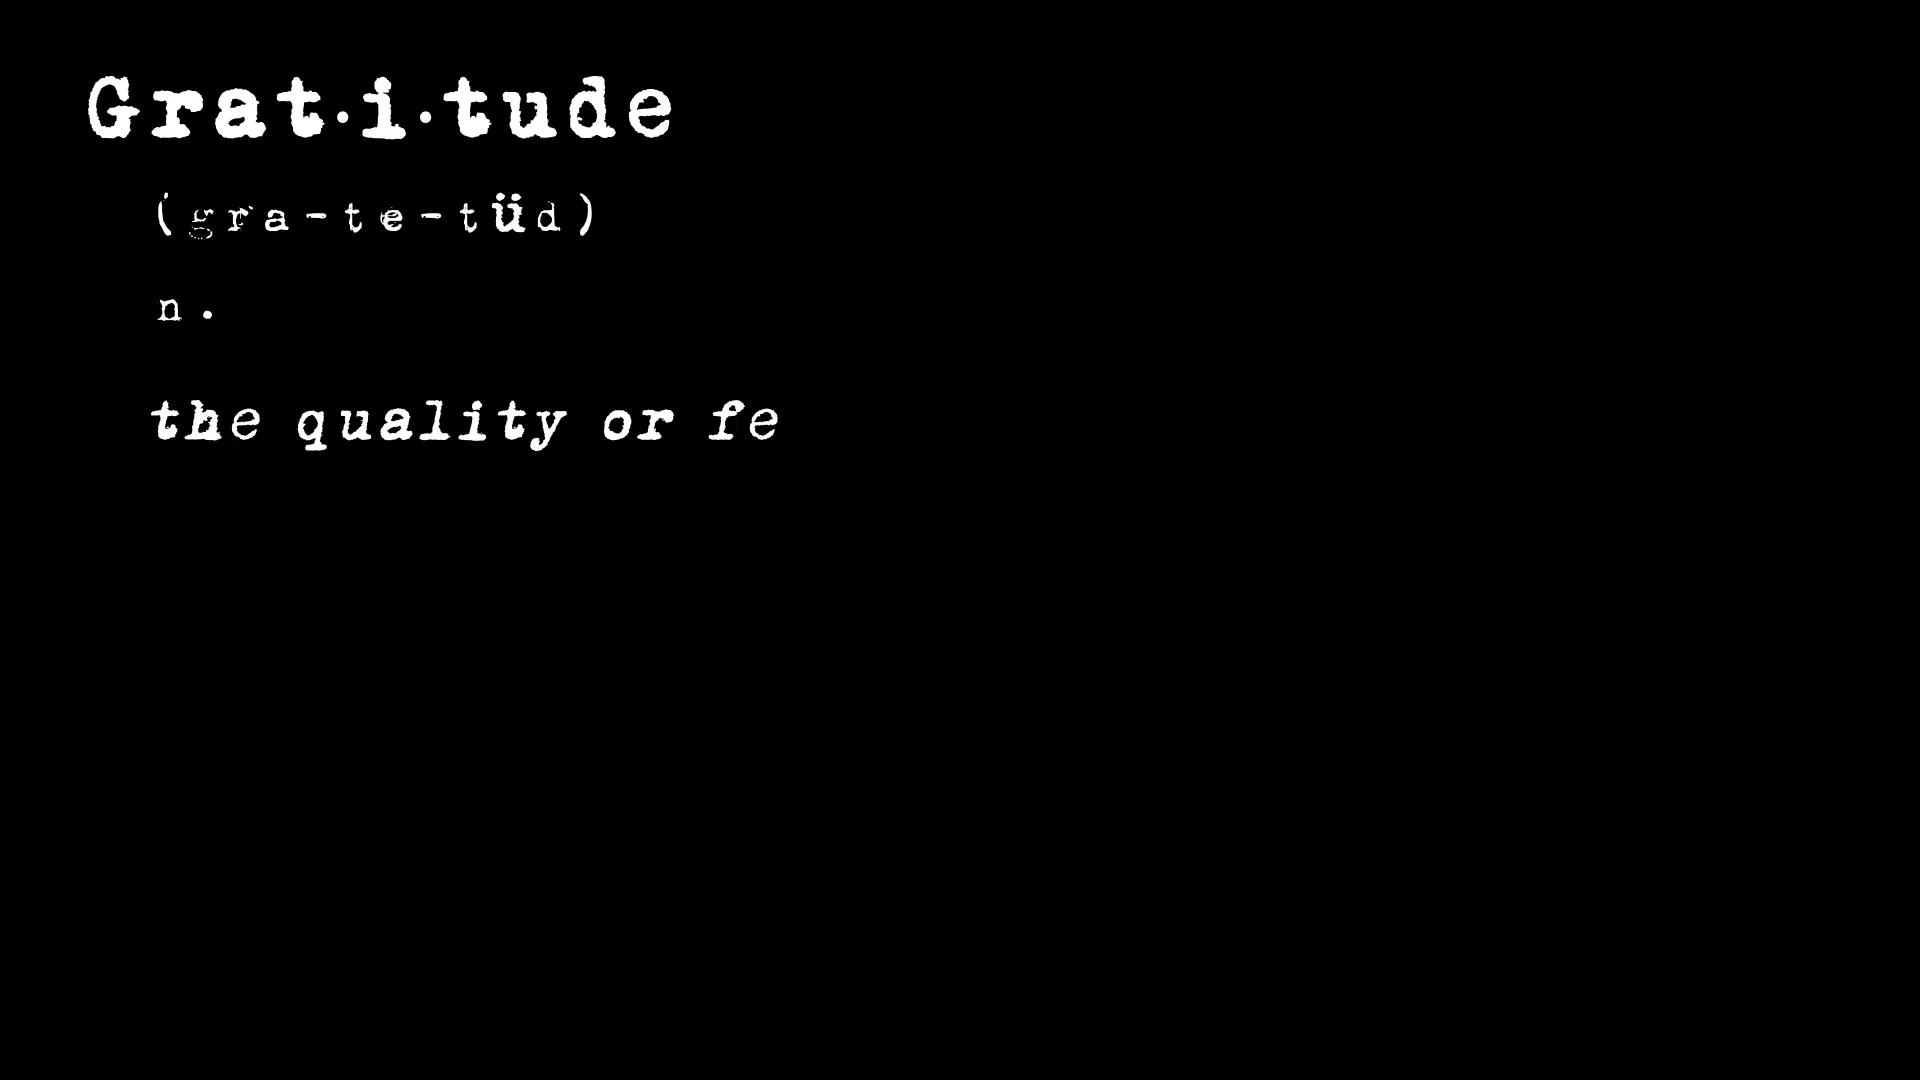 Grat·i·tude
(gra-te-tüd)
n.
the quality or fe